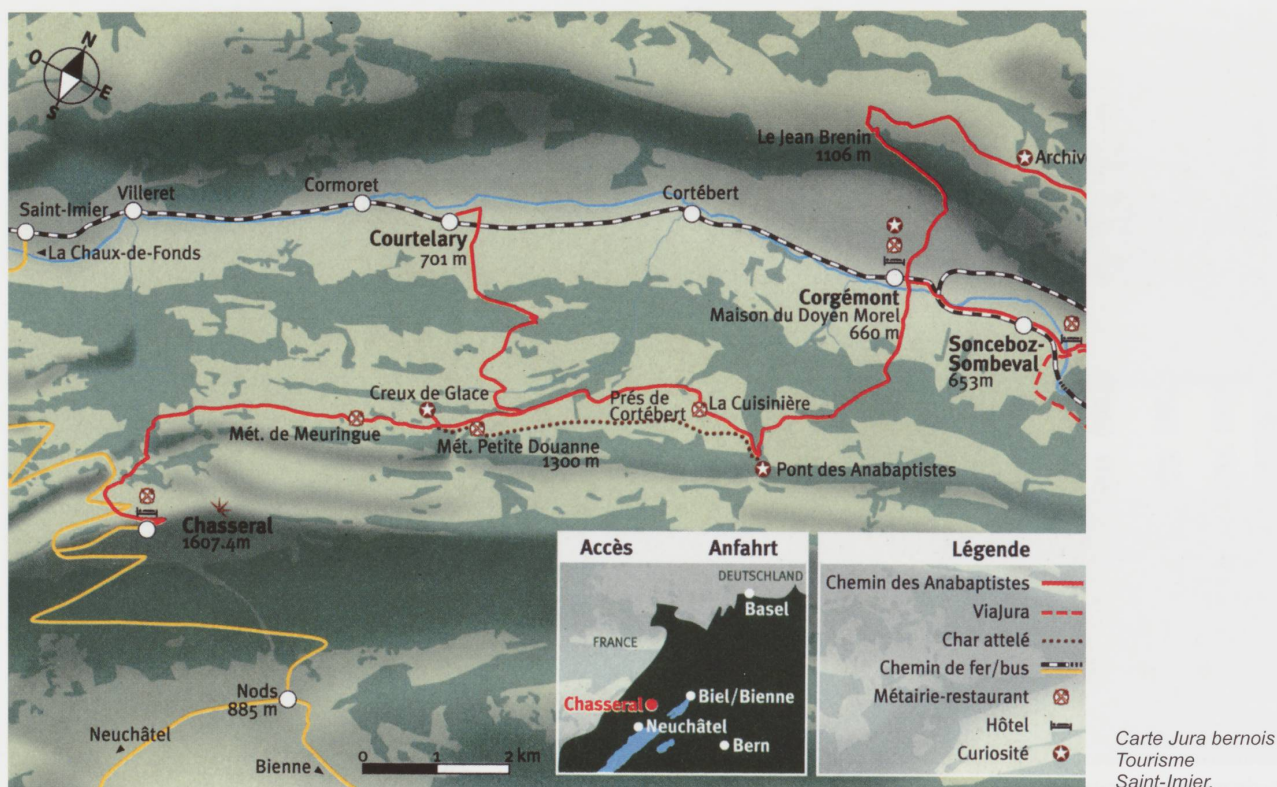 N
O
E
S
Le Jean Brenin
1106 m
Archiv
Saint-Imier
Villeret
Cormoret
Cortébert
La Chaux-de-Fonds
Courtelary
701 m
Corgémont
Maison du Doyen Morel
660 m
Sonceboz-
Sombeval
653m
Creux de Glace
Prés de
Cortébert
La Cuisinière
Mét. de Meuringue
Mét. Petite Douanne
1300 m
Pont des Anabaptistes
Chasseral
1607.4m
Nods
885 m
Neuchâtel
Bienne
0 1 2 km
Accès Anfahrt
DEUTSCHLAND
Basel
FRANCE
Chasseral
Biel/Bienne
Neuchâtel
Bern
Légende
Chemin des Anabaptistes
ViaJura
Char attelé
Chemin de fer/bus
Métairie-restaurant
Hôtel
Curiosité
Carte Jura bernois
Tourisme
Saint-Imier.